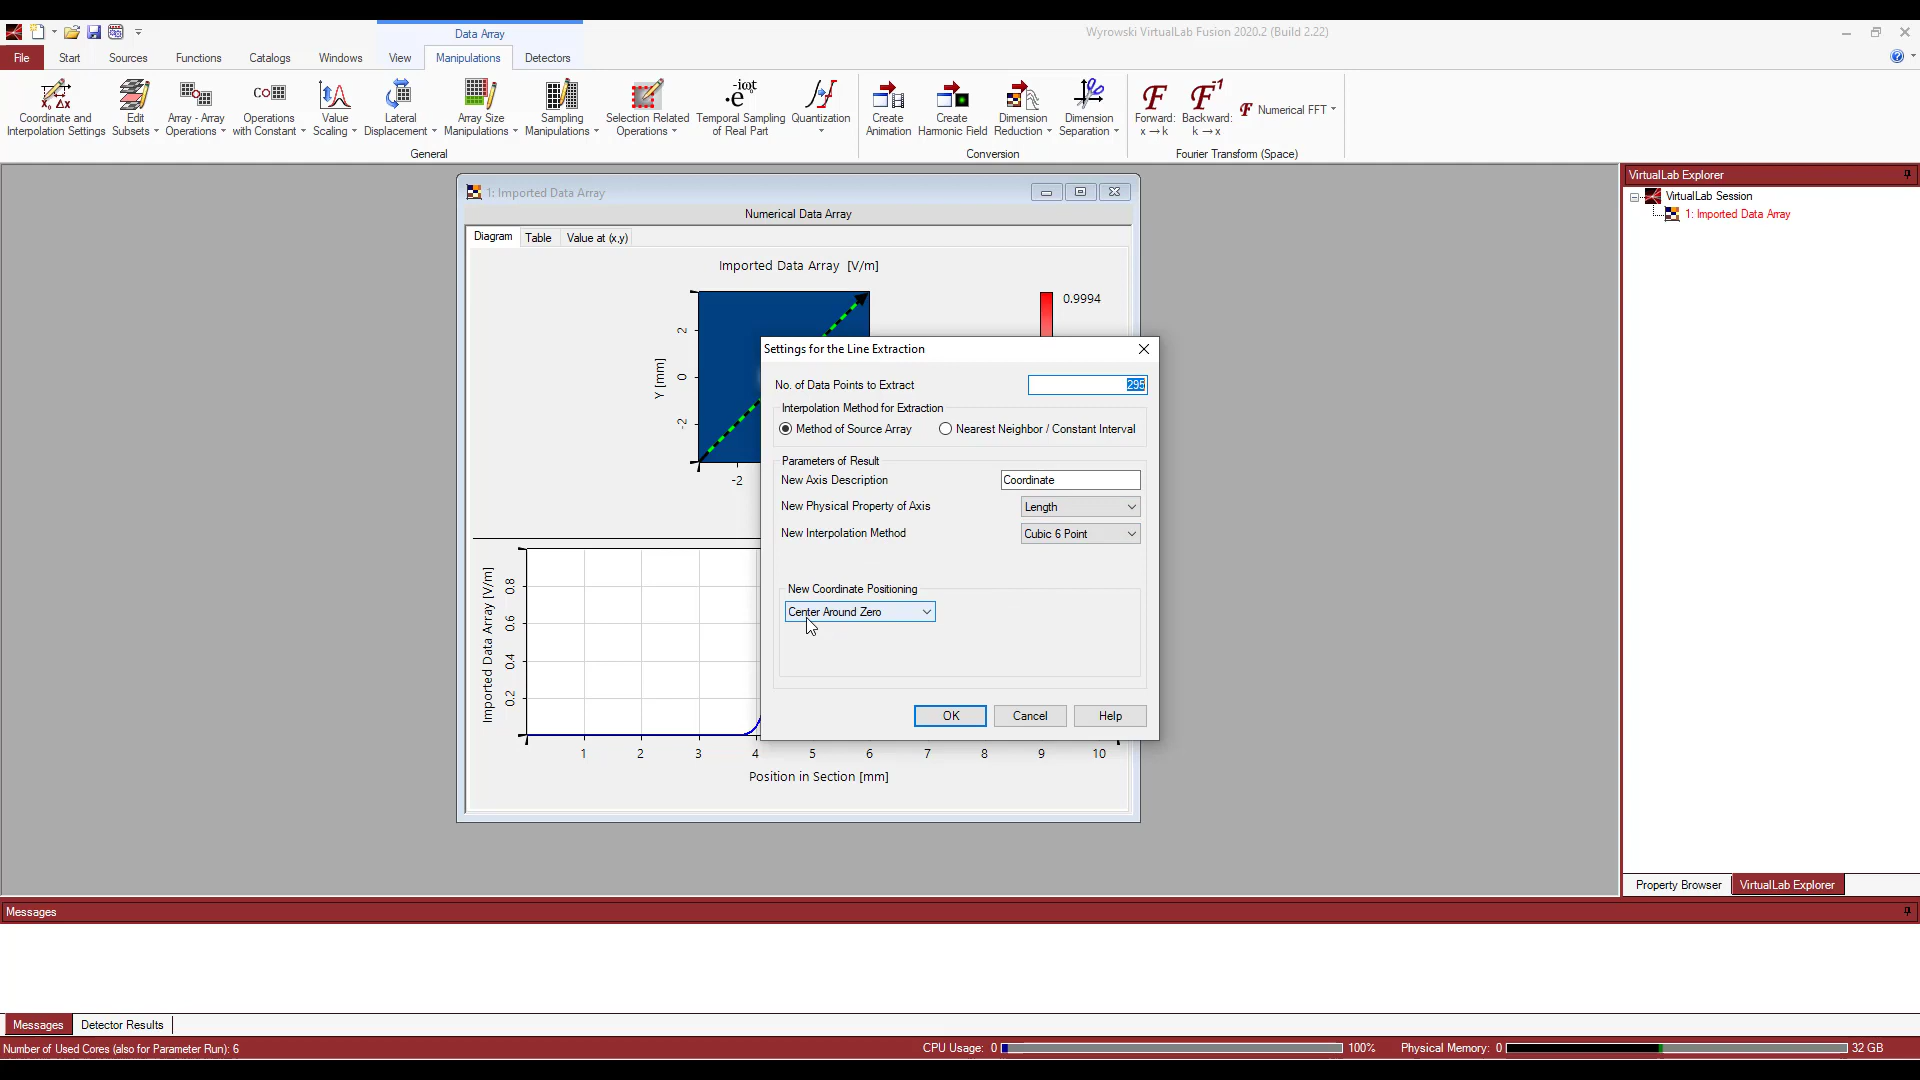 Data Array
Wyrowski VirtualLab Fusion 2020.2 (Build 2.22)
File Start Sources Functions Catalogs Windows View Manipulations Detectors
Coordinate and Interpolation Settings
Edit Subsets
Array - Array Operations
Operations with Constant
Value Scaling
Lateral Displacement
Array Size Manipulations
Sampling Manipulations
Selection Related Operations
Temporal Sampling of Real Part
Quantization
Create Animation
Create Harmonic Field
Dimension Reduction
Dimension Separation
Forward: x→k
Backward: k→x
Numerical FFT
General
Conversion
Fourier Transform (Space)
1: Imported Data Array
Numerical Data Array
Diagram Table Value at (x,y)
Imported Data Array [V/m]
0.9994
Y [mm]
2
0
-2
-2
Settings for the Line Extraction
No. of Data Points to Extract 295
Interpolation Method for Extraction
Method of Source Array Nearest Neighbor / Constant Interval
Parameters of Result
New Axis Description Coordinate
New Physical Property of Axis Length
New Interpolation Method Cubic 6 Point
New Coordinate Positioning
Center Around Zero
OK Cancel Help
Imported Data Array [V/m]
0.8
0.6
0.4
0.2
1 2 3 4 5 6 7 8 9 10
Position in Section [mm]
VirtualLab Explorer
VirtualLab Session
1: Imported Data Array
Property Browser VirtualLab Explorer
Messages
Messages Detector Results
Number of Used Cores (also for Parameter Run): 6
CPU Usage: 0 100% Physical Memory: 0 32 GB